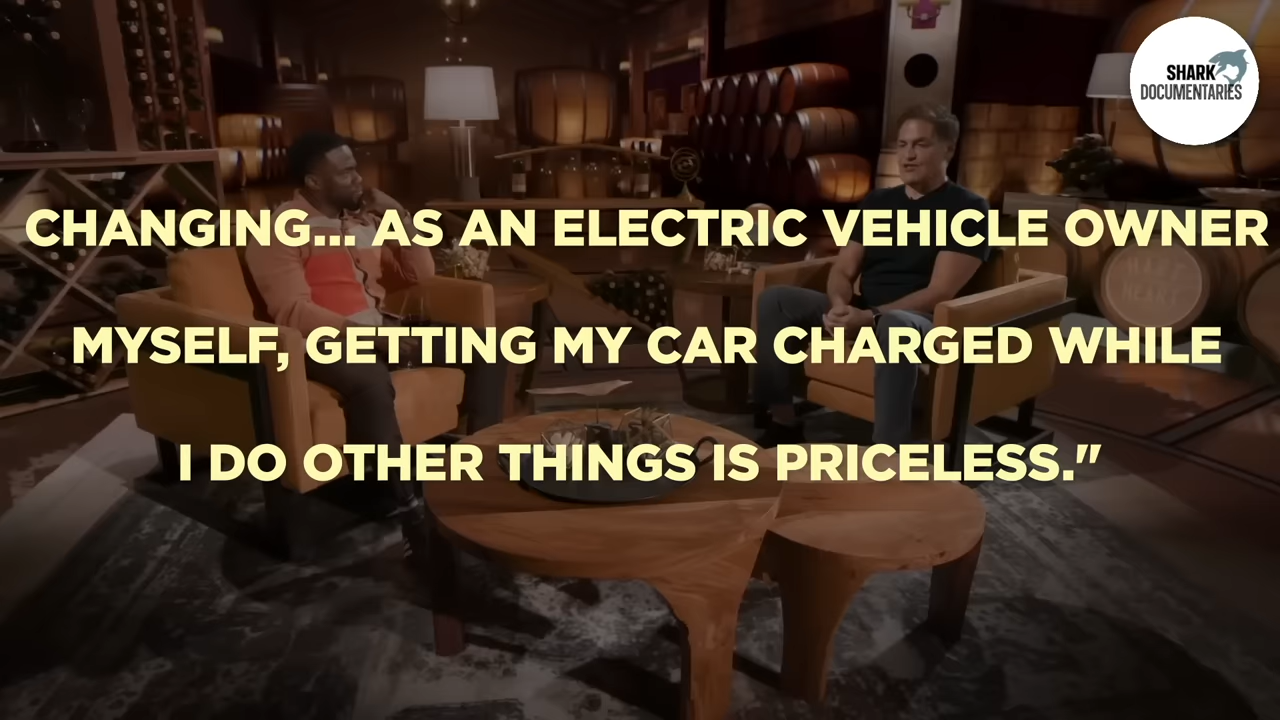 SHARK
DOCUMENTARIES
CHANGING... AS AN ELECTRIC VEHICLE OWNER
MYSELF, GETTING MY CAR CHARGED WHILE
I DO OTHER THINGS IS PRICELESS."